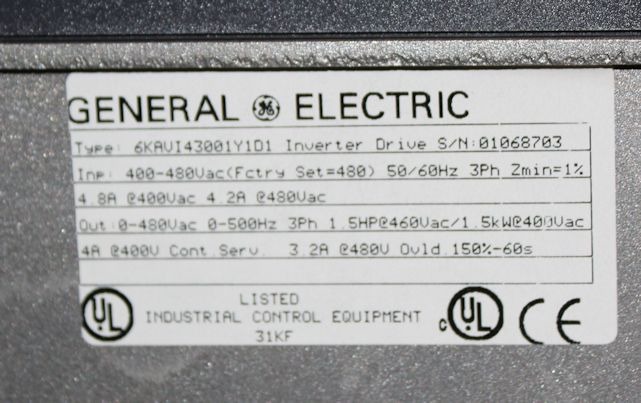 GENERAL GE ELECTRIC
Type: 6KAVI43001Y1D1 Inverter Drive S/N:01068703
Inp: 400-480Vac(Fctry Set=480) 50/60Hz 3Ph Zmin=1%
4.8A @400Vac 4.2A @480Vac
Out:0-480Vac 0-500Hz 3Ph 1.5HP@460Vac/1.5kW@400Vac
4A @400V Cont.Serv. 3.2A @480V Ovld.150%-60s
UL LISTED c UL CE
INDUSTRIAL CONTROL EQUIPMENT
31KF